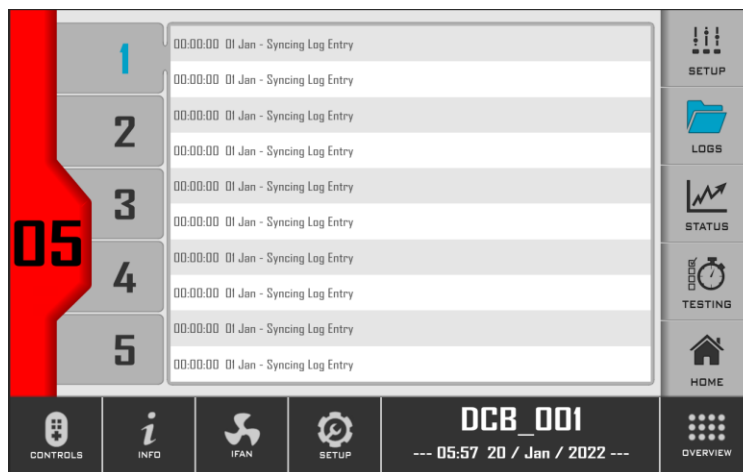 05
1
2
3
4
5
00:00:00 01 Jan - Syncing Log Entry
00:00:00 01 Jan - Syncing Log Entry
00:00:00 01 Jan - Syncing Log Entry
00:00:00 01 Jan - Syncing Log Entry
00:00:00 01 Jan - Syncing Log Entry
00:00:00 01 Jan - Syncing Log Entry
00:00:00 01 Jan - Syncing Log Entry
00:00:00 01 Jan - Syncing Log Entry
00:00:00 01 Jan - Syncing Log Entry
00:00:00 01 Jan - Syncing Log Entry
SETUP
LOGS
STATUS
TESTING
HOME
CONTROLS
INFO
IFAN
SETUP
DCB_001
--- 05:57 20 / Jan / 2022 ---
OVERVIEW